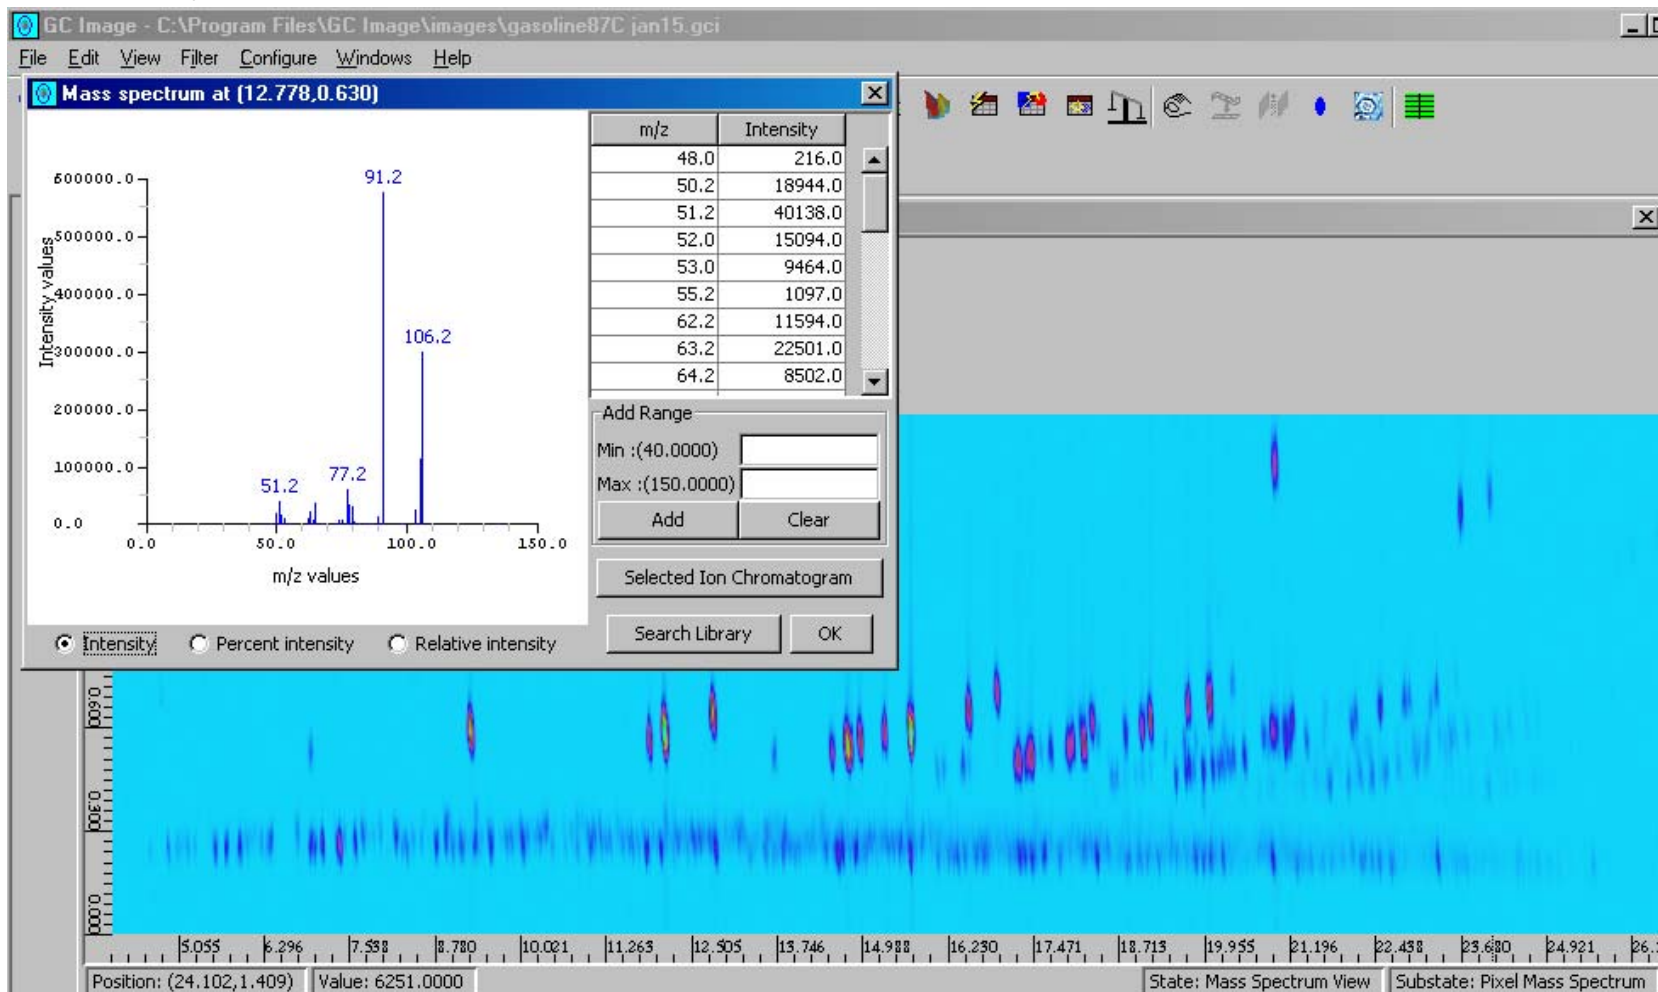 GC Image - C:\Program Files\GC Image\images\gasoline87C jan15.gci
File Edit View Filter Configure Windows Help
Mass spectrum at (12.778,0.630)
m/z Intensity
48.0 216.0
50.2 18944.0
51.2 40138.0
52.0 15094.0
53.0 9464.0
55.2 1097.0
62.2 11594.0
63.2 22501.0
64.2 8502.0
600000.0
500000.0
400000.0
300000.0
200000.0
100000.0
0.0
Intensity values
91.2
106.2
77.2
51.2
0.0 50.0 100.0 150.0
m/z values
Add Range
Min :(40.0000)
Max :(150.0000)
Add Clear
Selected Ion Chromatogram
Search Library OK
Intensity Percent intensity Relative intensity
0.600
0.300
0.000
5.055 6.296 7.538 8.780 10.021 11.263 12.505 13.746 14.988 16.230 17.471 18.713 19.955 21.196 22.438 23.680 24.921
Position: (24.102,1.409) Value: 6251.0000 State: Mass Spectrum View Substate: Pixel Mass Spectrum